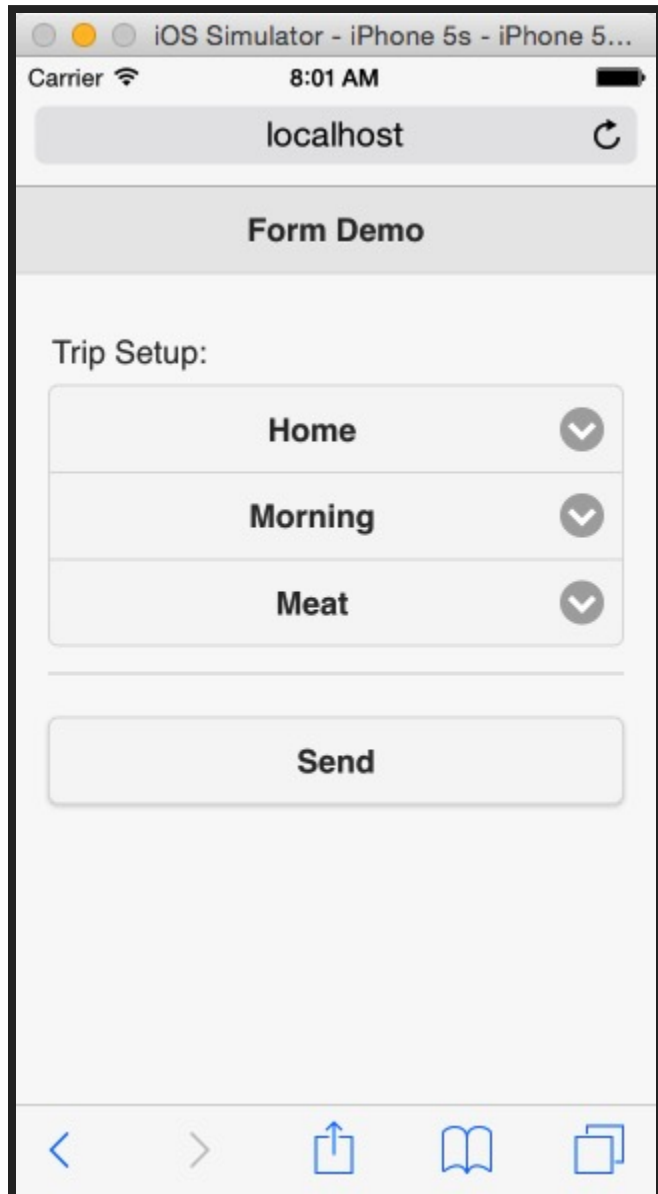 iOS Simulator - iPhone 5s - iPhone 5...
Carrier 8:01 AM
localhost
Form Demo
Trip Setup:
Home
Morning
Meat
Send